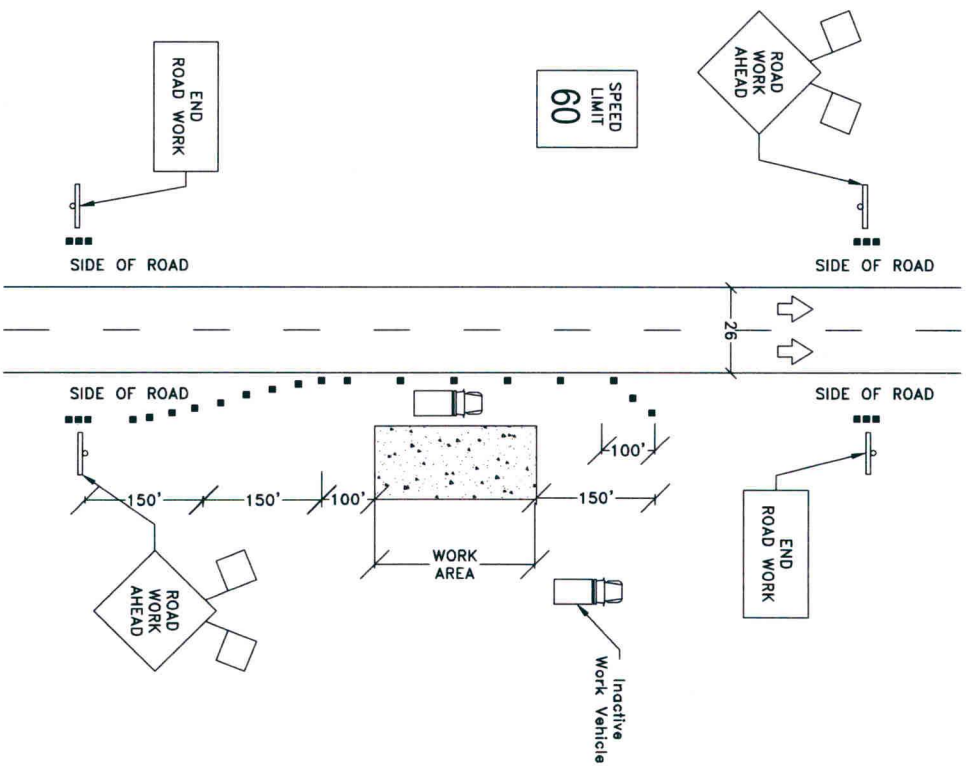 ROAD
WORK
AHEAD
SPEED
LIMIT
60
END
ROAD WORK
SIDE OF ROAD
SIDE OF ROAD
26
SIDE OF ROAD
SIDE OF ROAD
100'
150'
150'
100'
150'
WORK
AREA
END
ROAD WORK
ROAD
WORK
AHEAD
Inactive
Work Vehicle